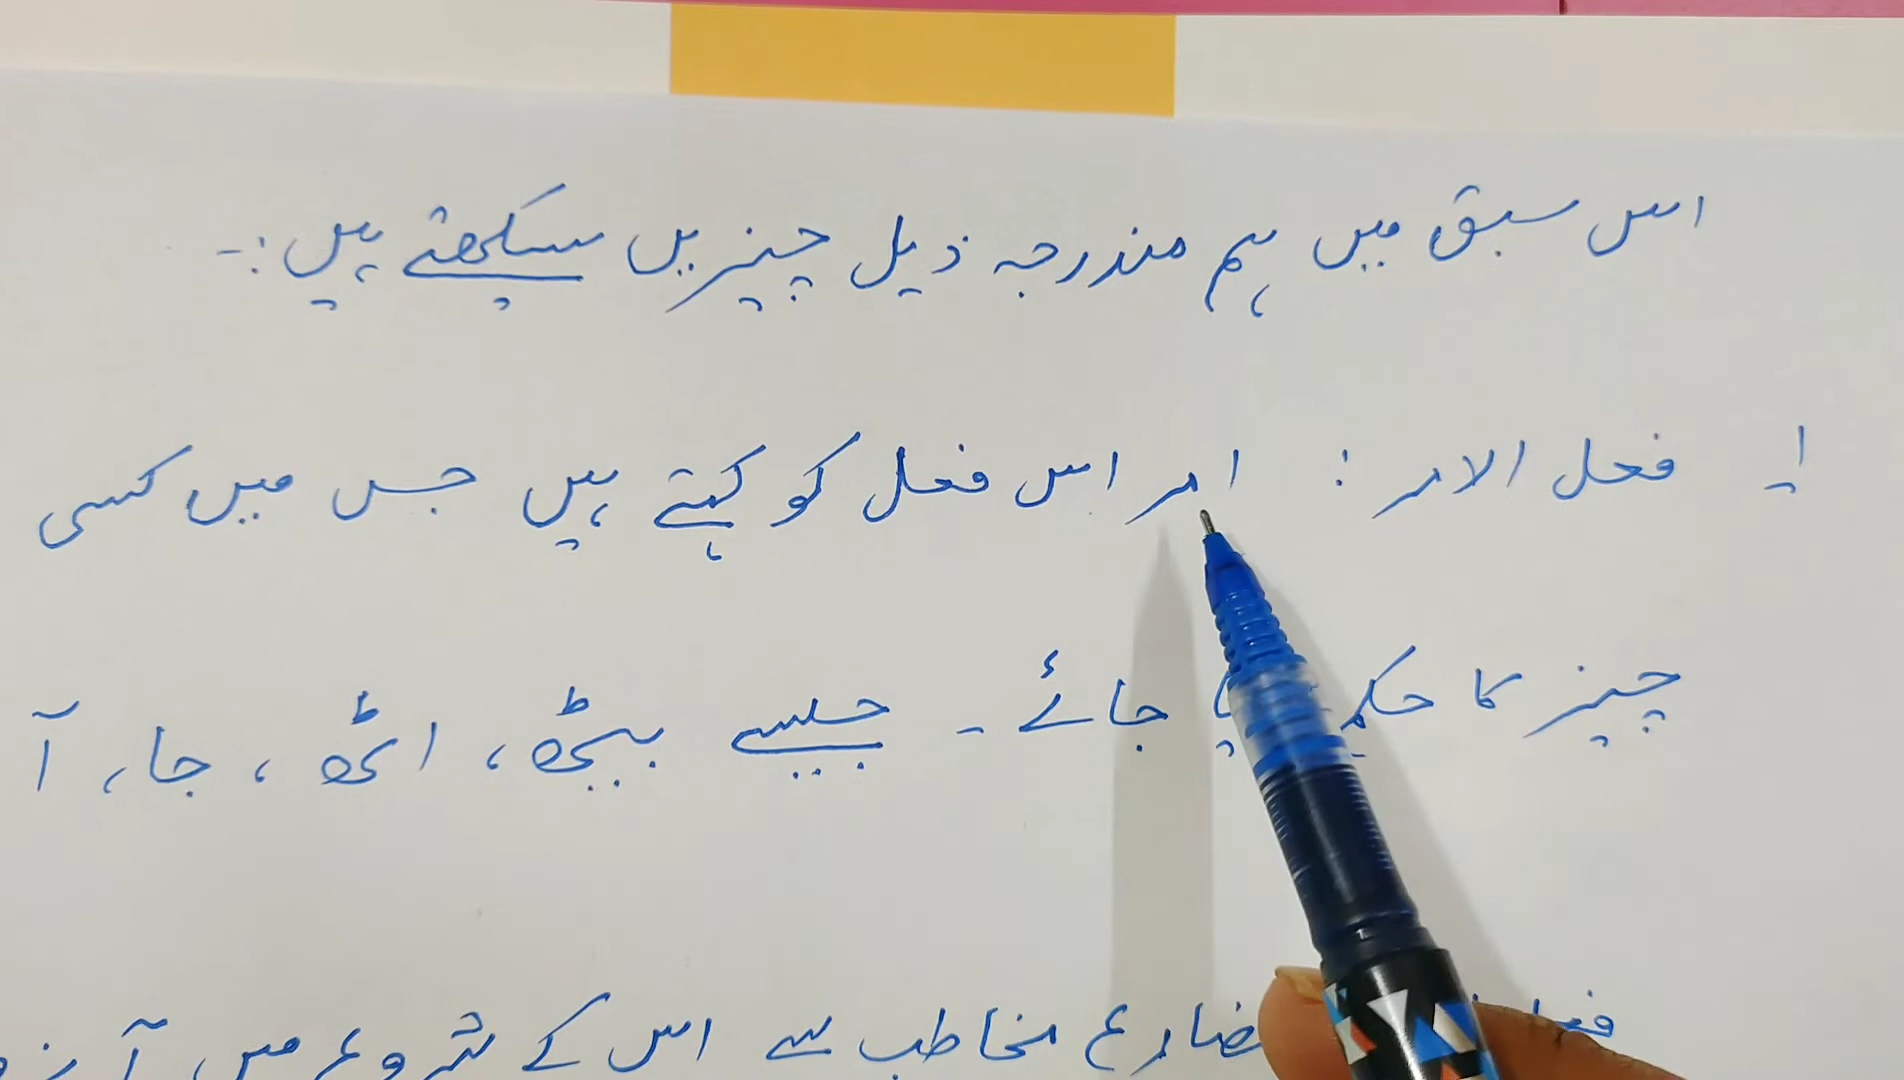 اس سبق میں ہم مندرجہ ذیل چیزیں سیکھتے ہیں :-
۱ فعل الامر : امر اس فعل کو کہتے ہیں جس میں کسی
چیز کا حکم جائے ۔ جیسے بیٹھ، اٹھ، جا، آ
مخاطب سے اس کے شروع میں آنے